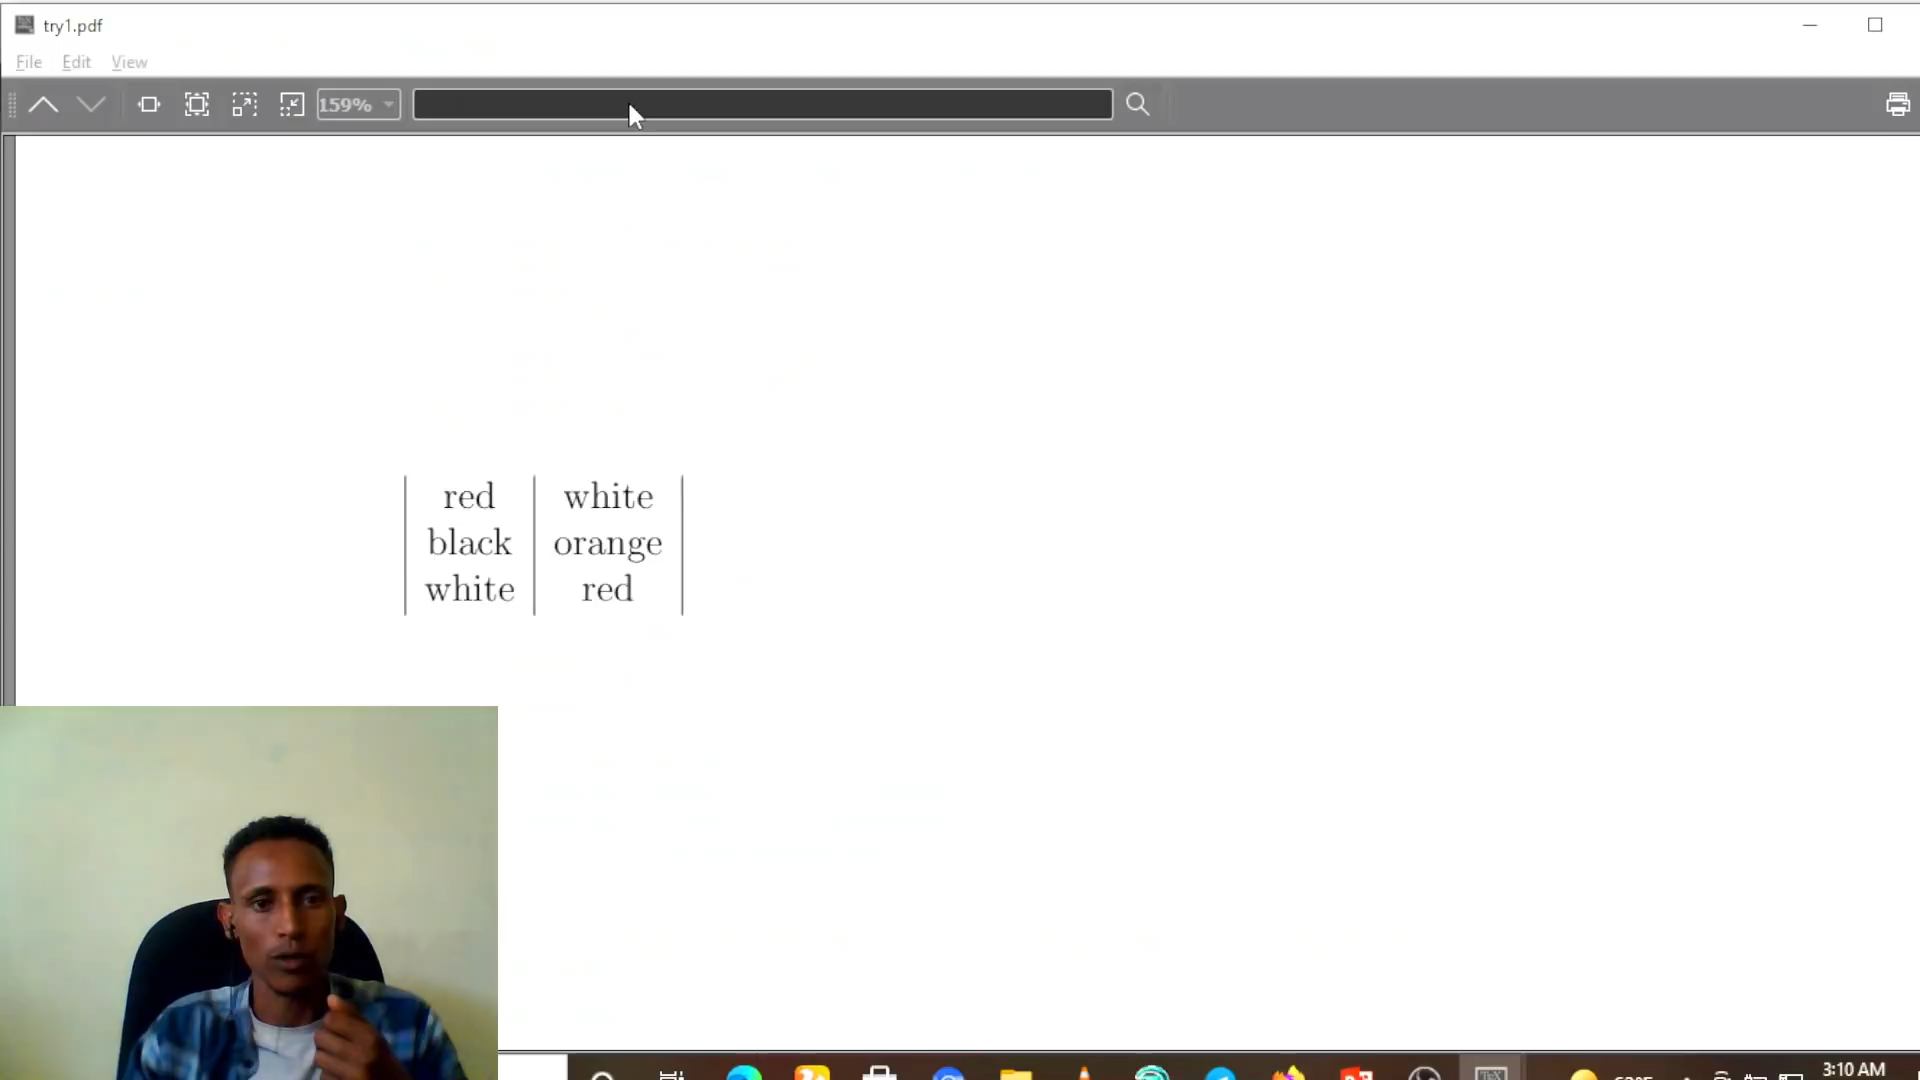 try1.pdf
File Edit View
159%
red white
black orange
white red
3:10 AM